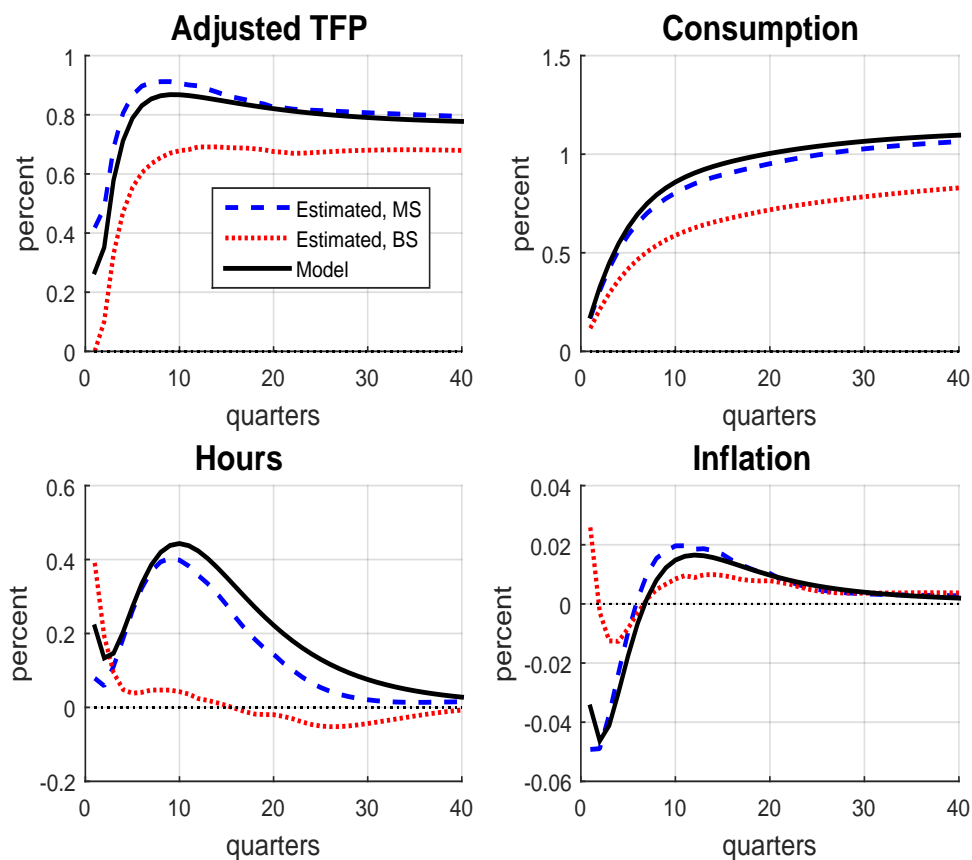 Adjusted TFP
percent
1
0.8
0.6
0.4
0.2
0
Estimated, MS
Estimated, BS
Model
0 10 20 30 40
quarters
Consumption
percent
1.5
1
0.5
0
0 10 20 30 40
quarters
Hours
percent
0.6
0.4
0.2
0
-0.2
0 10 20 30 40
quarters
Inflation
percent
0.04
0.02
0
-0.02
-0.04
-0.06
0 10 20 30 40
quarters